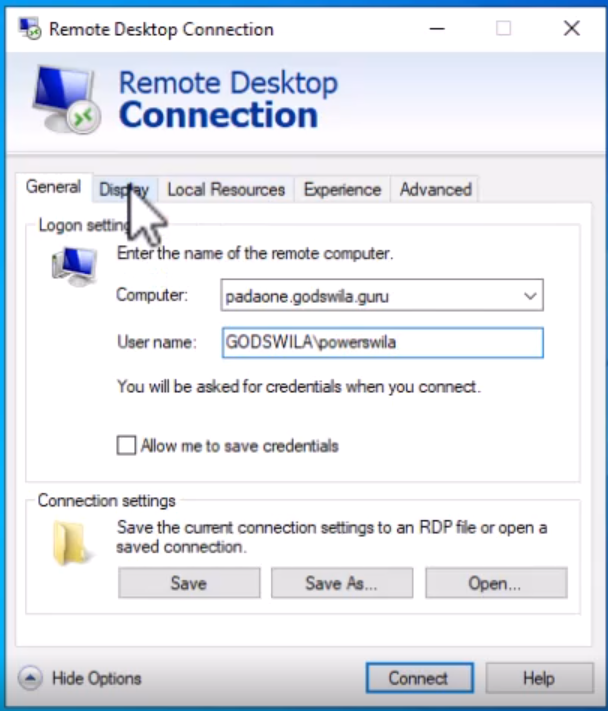 Remote Desktop Connection
Remote Desktop
Connection
General Display Local Resources Experience Advanced
Logon setting
Enter the name of the remote computer.
Computer: padaone.godswila.guru
User name: GODSWILA\powerswila
You will be asked for credentials when you connect.
Allow me to save credentials
Connection settings
Save the current connection settings to an RDP file or open a
saved connection.
Save Save As... Open...
Hide Options Connect Help